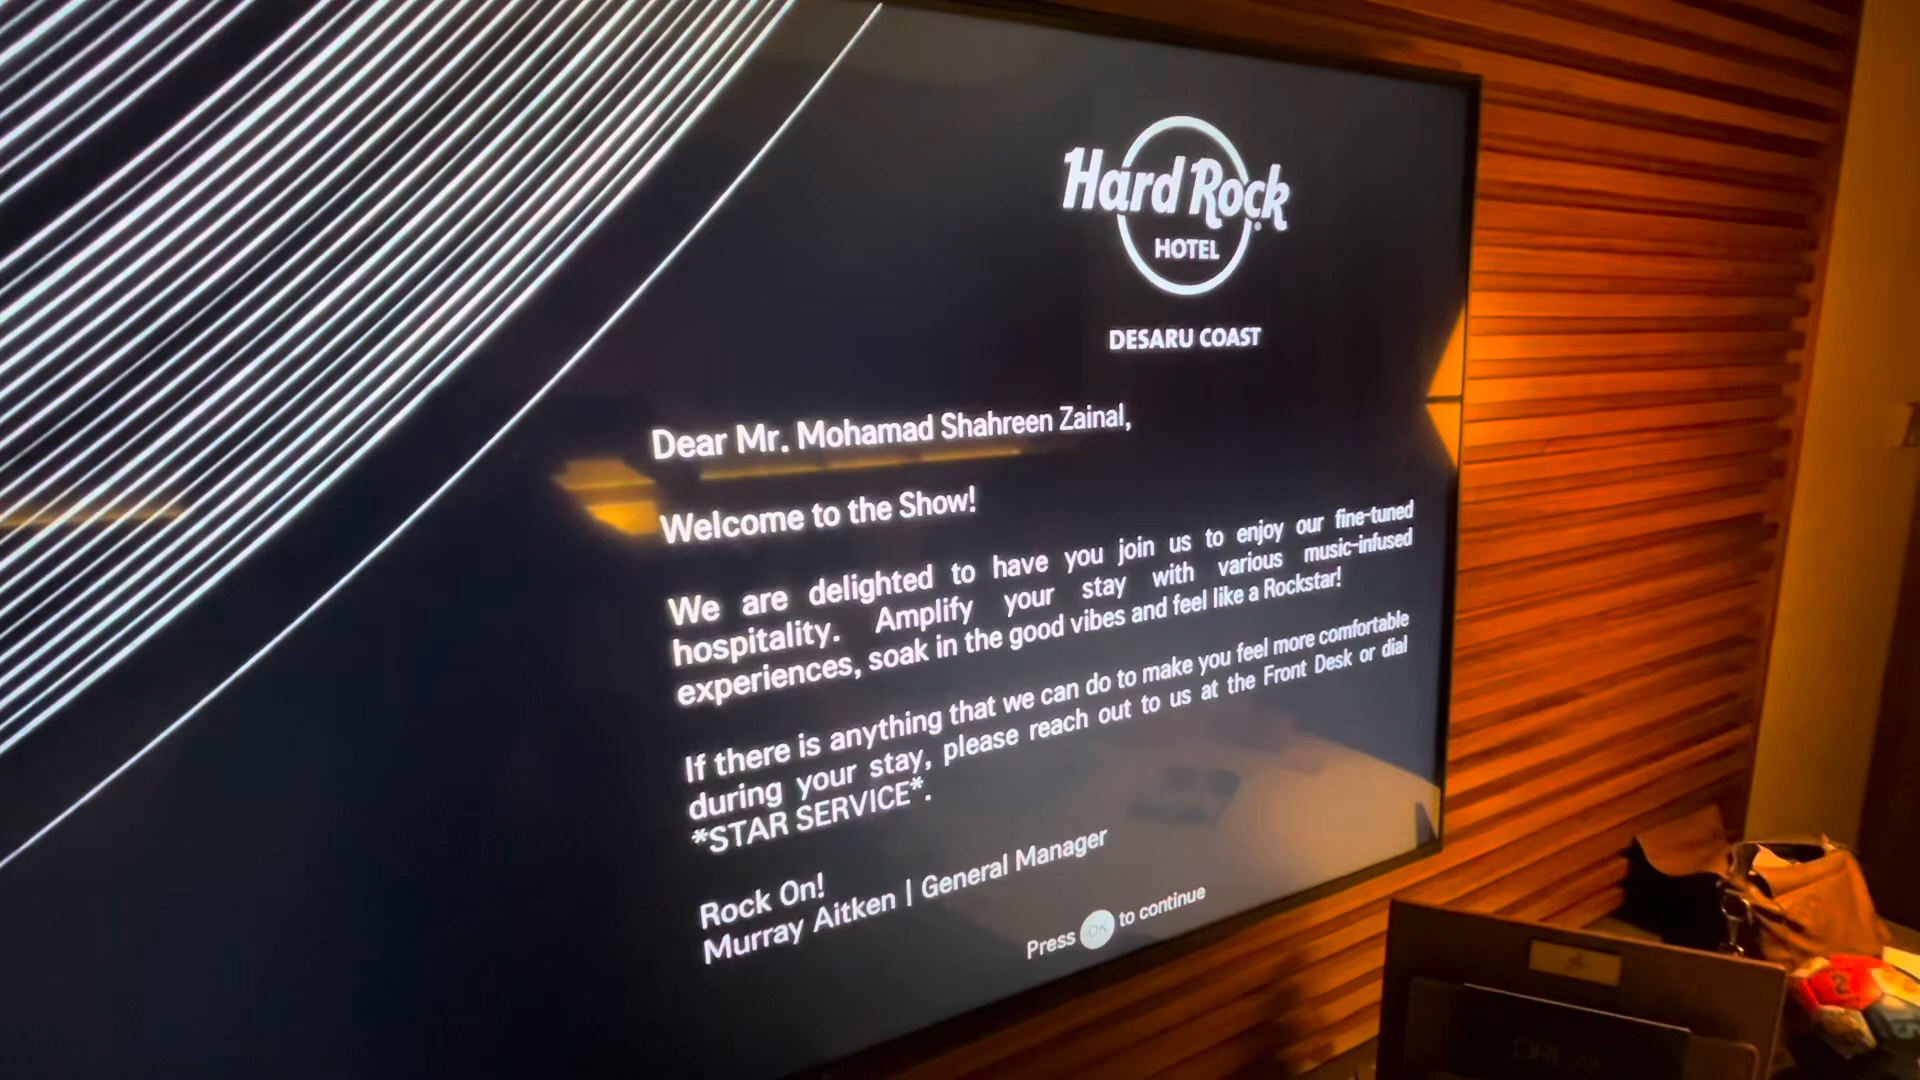 Hard Rock
HOTEL
DESARU COAST
Dear Mr. Mohamad Shahreen Zainal,
Welcome to the Show!
We are delighted to have you join us to enjoy our fine-tuned
hospitality. Amplify your stay with various music-infused
experiences, soak in the good vibes and feel like a Rockstar!
If there is anything that we can do to make you feel more comfortable
during your stay, please reach out to us at the Front Desk or dial
*STAR SERVICE*.
Rock On!
Murray Aitken | General Manager
Press OK to continue
2